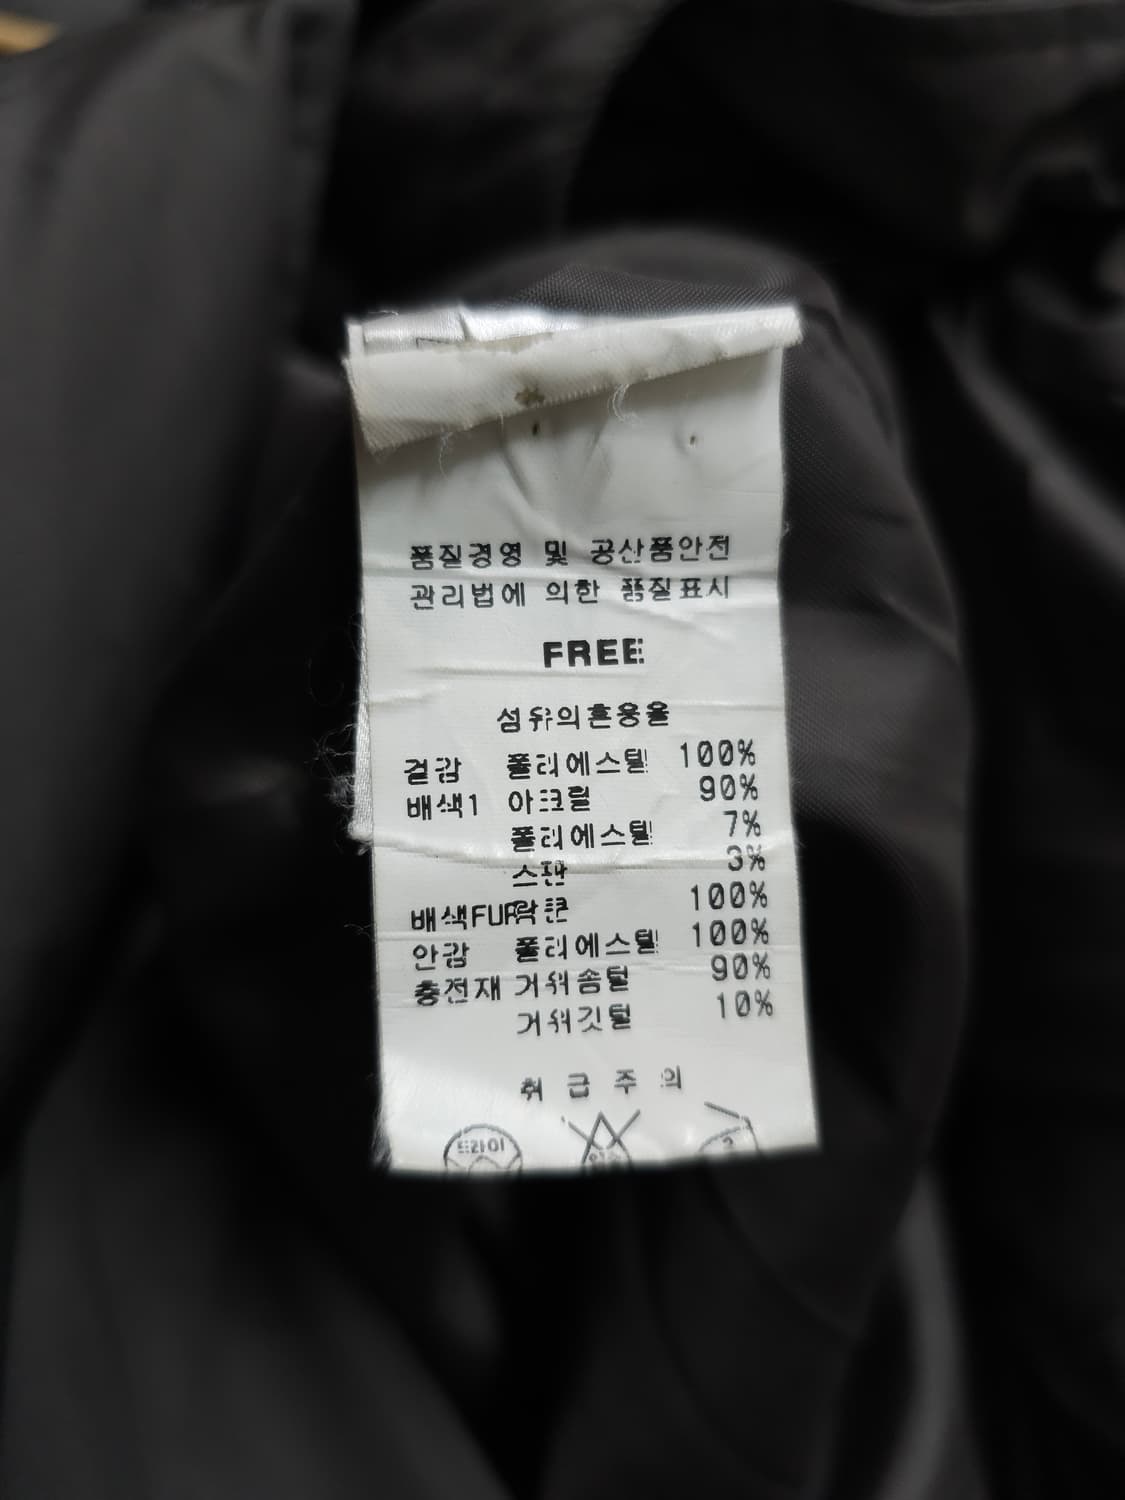 품질경영 및 공산품안전
관리법에 의한 품질표시
FREE
섬유의혼용율
겉감 폴리에스텔 100%
배색1 아크릴 90%
폴리에스텔 7%
스판 3%
배색FUR락쿤 100%
안감 폴리에스텔 100%
충전재 거위솜털 90%
거위깃털 10%
취급주의
드라이